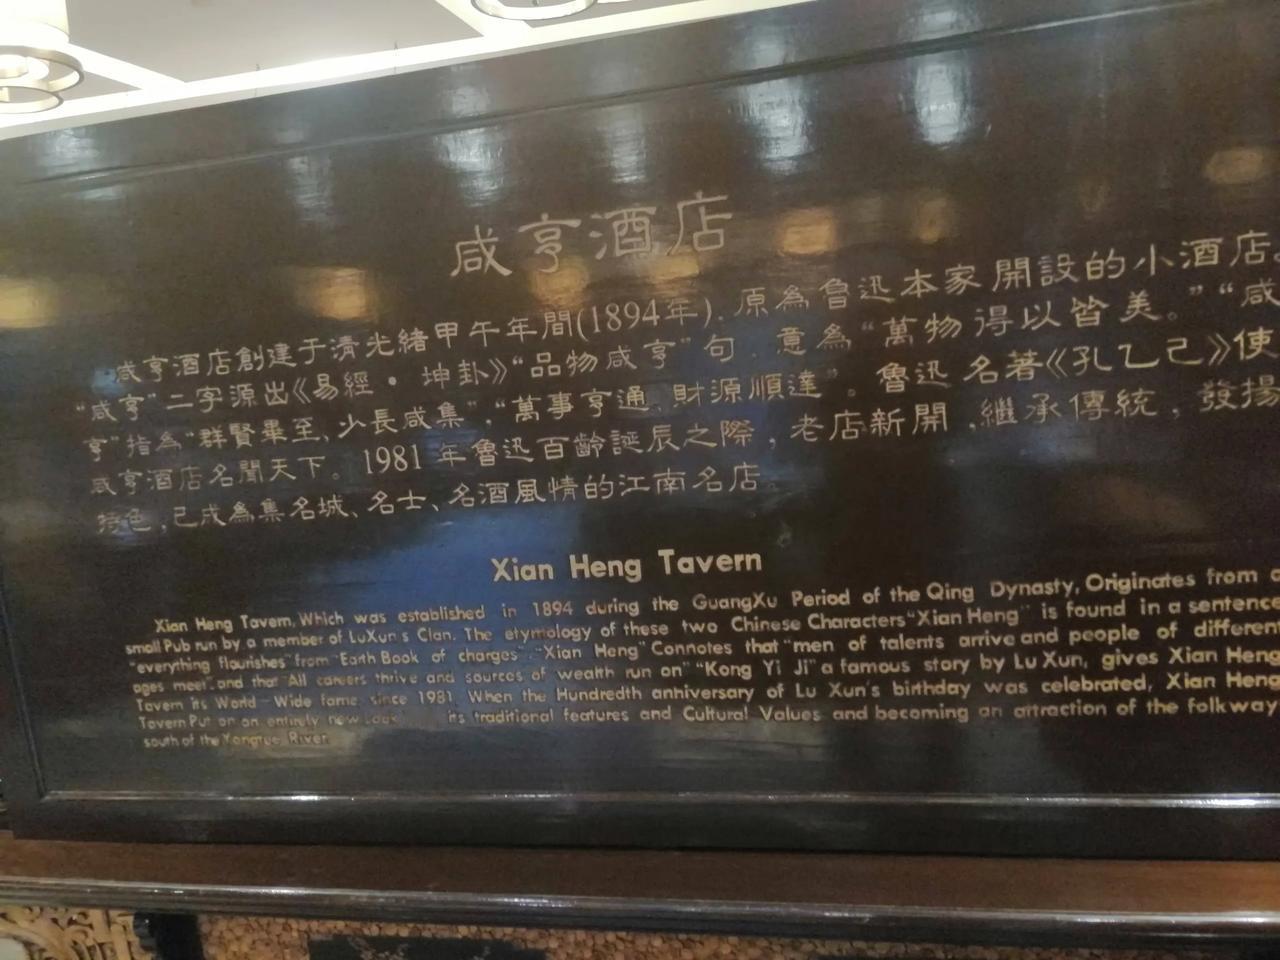 咸亨酒店
咸亨酒店創建于清光緒甲午年間(1894年),原為魯迅本家開設的小酒店。
“咸亨”二字源出《易經·坤卦》“品物咸亨”句,意為“萬物得以皆美。”“咸
亨”指為“群賢畢至、少長咸集”,“萬事亨通、財源順達”。魯迅名著《孔乙己》使
咸亨酒店名聞天下。1981年魯迅百齡誕辰之際,老店新開,繼承傳統,發揚
特色,已成為集名城、名士、名酒風情的江南名店。
Xian Heng Tavern
Xian Heng Tavern, Which was established in 1894 during the GuangXu Period of the Qing Dynasty, Originates from a
small Pub run by a member of LuXun's Clan. The etymology of these two Chinese Characters "Xian Heng" is found in a sentence
"everything flourishes" from "Earth Book of charges". "Xian Heng" Connotes that "men of talents arrive and people of different
ages meet". and that "All careers thrive and sources of wealth run on" "Kong Yi Ji" a famous story by Lu Xun, gives Xian Heng
Tavern its World-Wide fame. since 1981, When the Hundredth anniversary of Lu Xun's birthday was celebrated, Xian Heng
Tavern Put on an entirely new Look its traditional features and Cultural Values and becoming an attraction of the folkway
south of the River